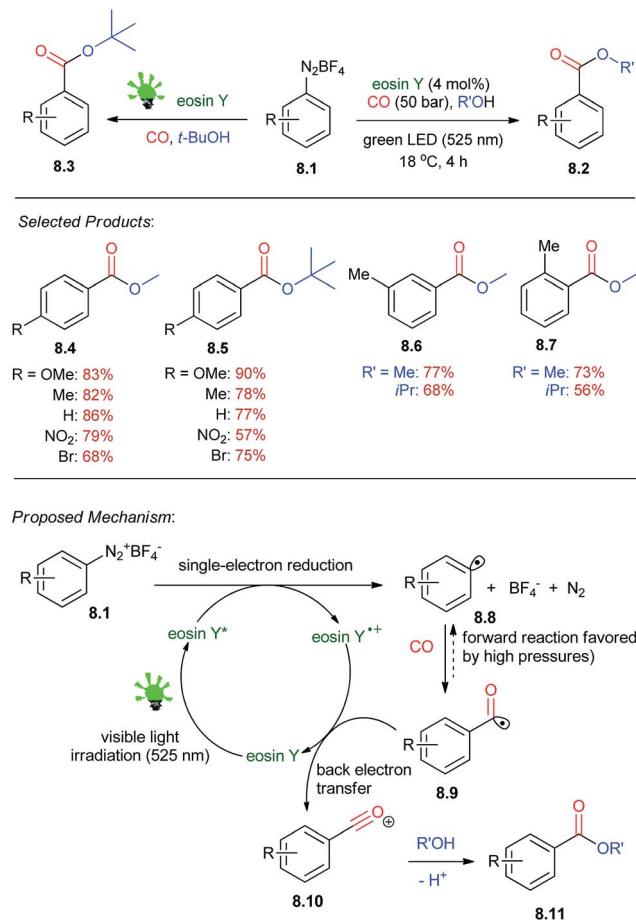 O
O
R
8.3
eosin Y
CO, t-BuOH
N2BF4
R
8.1
eosin Y (4 mol%)
CO (50 bar), R'OH
green LED (525 nm)
18 °C, 4 h
O
O
R'
R
8.2
Selected Products:
O
O
R
8.4
R = OMe: 83%
Me: 82%
H: 86%
NO2: 79%
Br: 68%
O
O
R
8.5
R = OMe: 90%
Me: 78%
H: 77%
NO2: 57%
Br: 75%
Me
O
O
8.6
R' = Me: 77%
iPr: 68%
Me
O
O
8.7
R' = Me: 73%
iPr: 56%
Proposed Mechanism:
N2+BF4-
R
8.1
single-electron reduction
R
8.8
+ BF4- + N2
eosin Y*
eosin Y•+
CO
forward reaction favored
by high pressures)
visible light
irradiation (525 nm)
eosin Y
back electron
transfer
O
R
8.9
O
R
8.10
R'OH
- H+
O
OR'
R
8.11